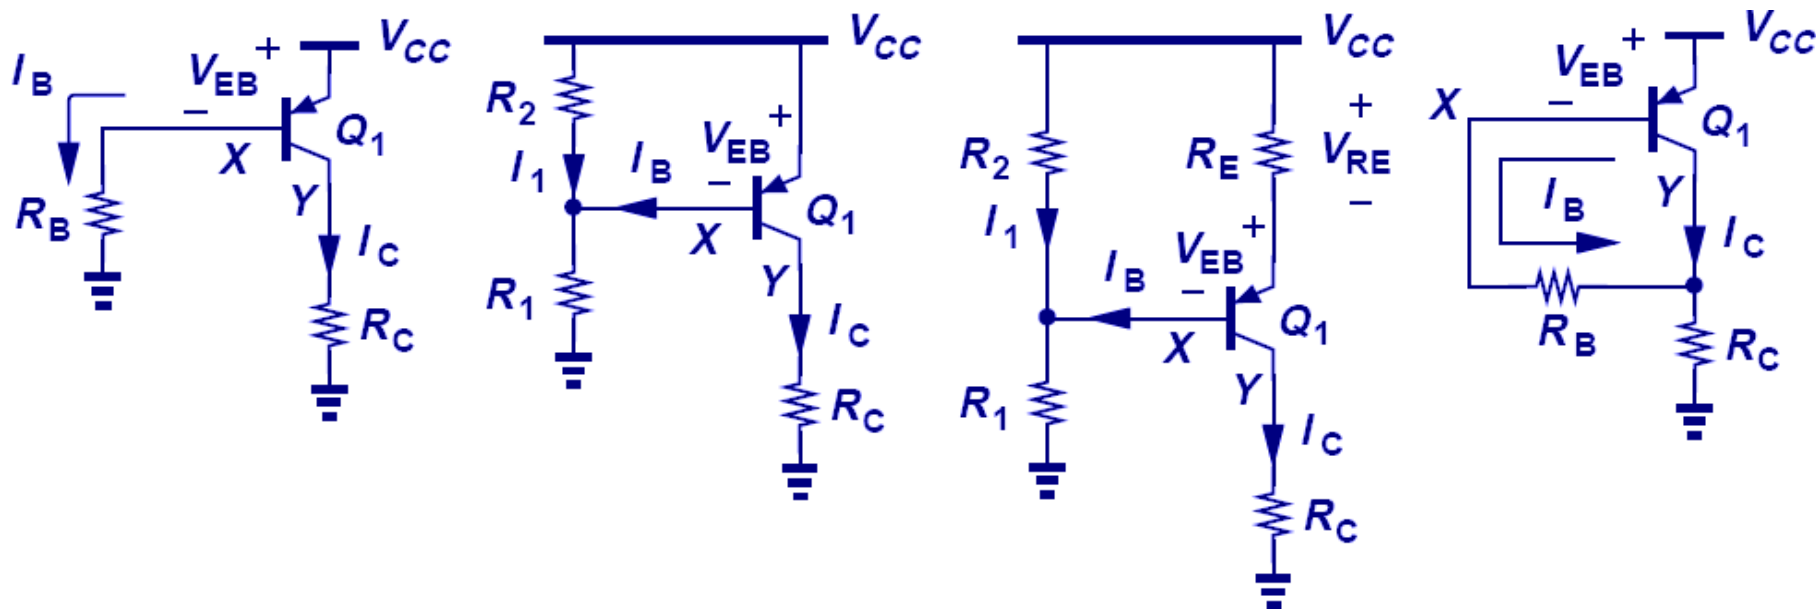 V_CC
I_B
V_EB
+
−
Q_1
X
Y
R_B
I_C
R_C
V_CC
R_2
I_1
I_B
V_EB
+
−
Q_1
X
Y
R_1
I_C
R_C
V_CC
R_2
R_E
+
V_RE
−
I_1
I_B
V_EB
+
−
Q_1
X
Y
R_1
I_C
R_C
V_CC
V_EB
+
−
X
Q_1
Y
I_B
I_C
R_B
R_C